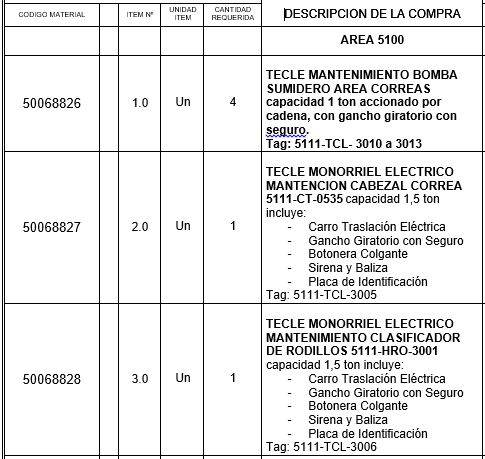 CODIGO MATERIAL
ITEM Nº
UNIDAD
ITEM
CANTIDAD
REQUERIDA
DESCRIPCION DE LA COMPRA
AREA 5100
50068826
1.0
Un
4
TECLE MANTENIMIENTO BOMBA
SUMIDERO AREA CORREAS
capacidad 1 ton accionado por
cadena, con gancho giratorio con
seguro.
Tag: 5111-TCL- 3010 a 3013
50068827
2.0
Un
1
TECLE MONORRIEL ELECTRICO
MANTENCION CABEZAL CORREA
5111-CT-0535 capacidad 1,5 ton
incluye:
- Carro Traslación Eléctrica
- Gancho Giratorio con Seguro
- Botonera Colgante
- Sirena y Baliza
- Placa de Identificación
Tag: 5111-TCL-3005
50068828
3.0
Un
1
TECLE MONORRIEL ELECTRICO
MANTENIMIENTO CLASIFICADOR
DE RODILLOS 5111-HRO-3001
capacidad 1,5 ton incluye:
- Carro Traslación Eléctrica
- Gancho Giratorio con Seguro
- Botonera Colgante
- Sirena y Baliza
- Placa de Identificación
Tag: 5111-TCL-3006